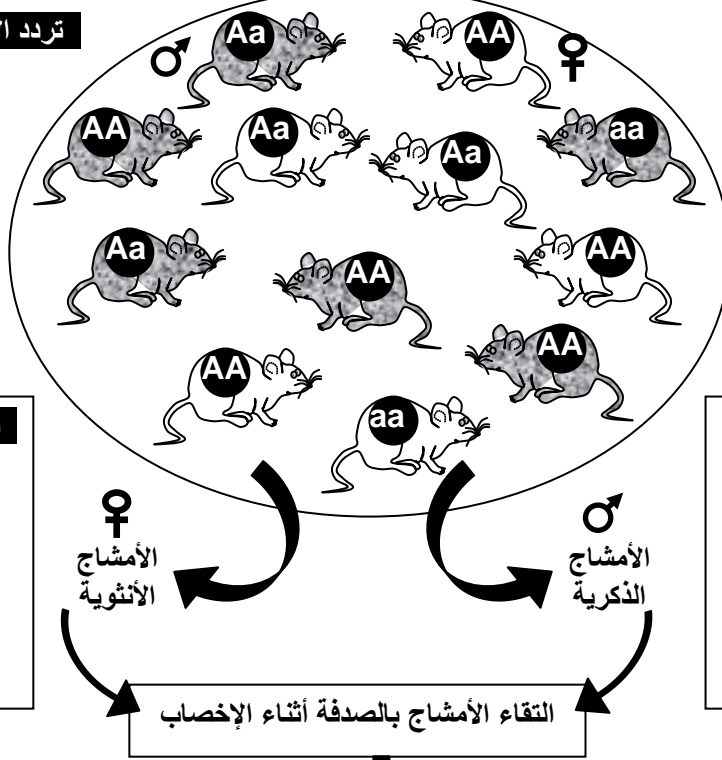 تردد
Aa AA
AA Aa Aa aa
Aa AA AA
AA AA
aa
الأمشاج
الأنثوية
الأمشاج
الذكرية
التقاء الأمشاج بالصدفة أثناء الإخصاب